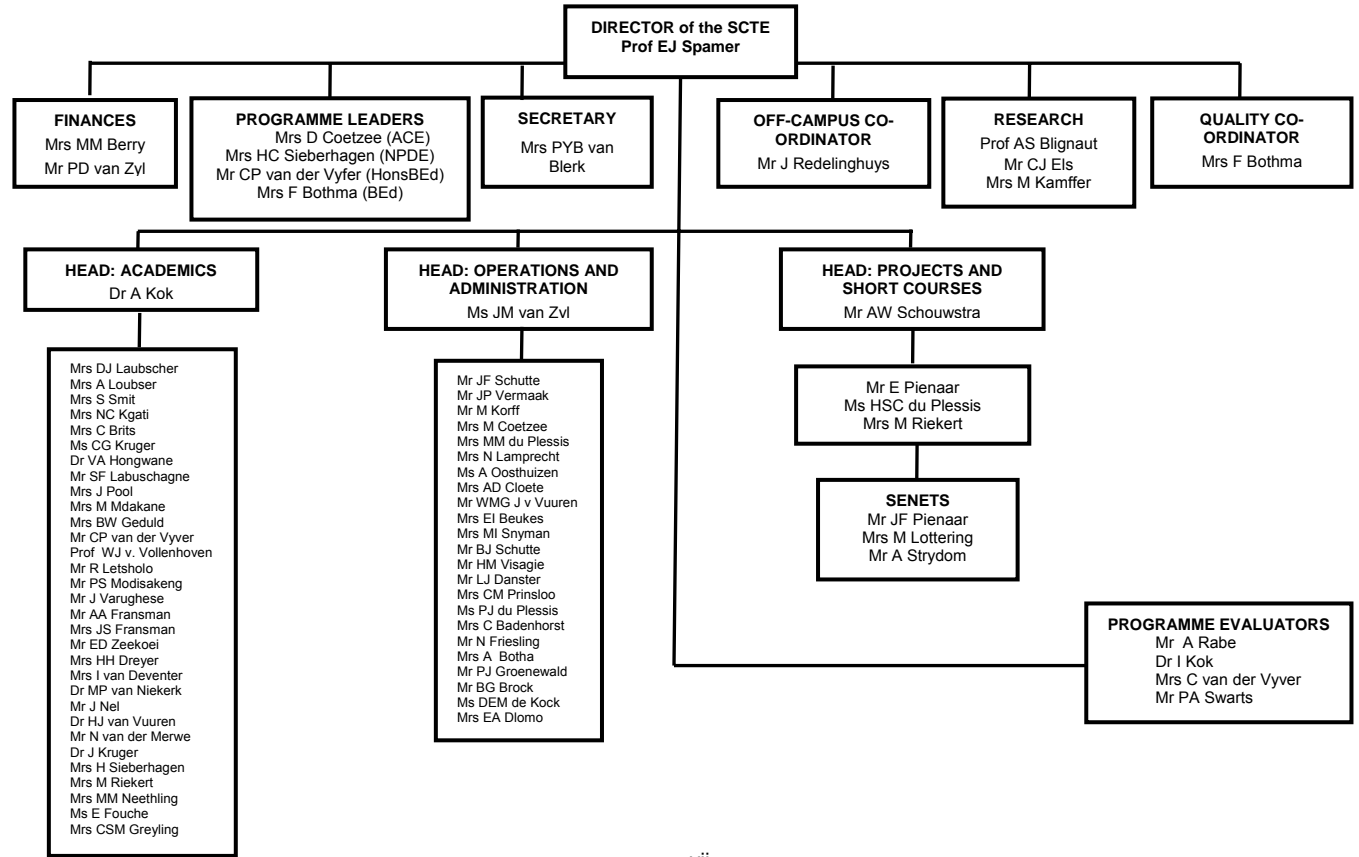 DIRECTOR of the SCTE
Prof EJ Spamer
FINANCES
Mrs MM Berry
Mr PD van Zyl
PROGRAMME LEADERS
Mrs D Coetzee (ACE)
Mrs HC Sieberhagen (NPDE)
Mr CP van der Vyfer (HonsBEd)
Mrs F Bothma (BEd)
SECRETARY
Mrs PYB van
Blerk
OFF-CAMPUS CO-
ORDINATOR
Mr J Redelinghuys
RESEARCH
Prof AS Blignaut
Mr CJ Els
Mrs M Kamffer
QUALITY CO-
ORDINATOR
Mrs F Bothma
HEAD: ACADEMICS
Dr A Kok
HEAD: OPERATIONS AND
ADMINISTRATION
Ms JM van Zyl
HEAD: PROJECTS AND
SHORT COURSES
Mr AW Schouwstra
Mrs DJ Laubscher
Mrs A Loubser
Mrs S Smit
Mrs NC Kgati
Mrs C Brits
Ms CG Kruger
Dr VA Hongwane
Mr SF Labuschagne
Mrs J Pool
Mrs M Mdakane
Mrs BW Geduld
Mr CP van der Vyver
Prof WJ v. Vollenhoven
Mr R Letsholo
Mr PS Modisakeng
Mr J Varughese
Mr AA Fransman
Mrs JS Fransman
Mr ED Zeekoei
Mrs HH Dreyer
Mrs I van Deventer
Dr MP van Niekerk
Mr J Nel
Dr HJ van Vuuren
Mr N van der Merwe
Dr J Kruger
Mrs H Sieberhagen
Mrs M Riekert
Mrs MM Neethling
Ms E Fouche
Mrs CSM Greyling
Mr JF Schutte
Mr JP Vermaak
Mr M Korff
Mrs M Coetzee
Mrs MM du Plessis
Mrs N Lamprecht
Ms A Oosthuizen
Mrs AD Cloete
Mr WMG J v Vuuren
Mrs EI Beukes
Mrs MI Snyman
Mr BJ Schutte
Mr HM Visagie
Mr LJ Danster
Mrs CM Prinsloo
Ms PJ du Plessis
Mrs C Badenhorst
Mr N Friesling
Mrs A Botha
Mr PJ Groenewald
Mr BG Brock
Ms DEM de Kock
Mrs EA Dlomo
Mr E Pienaar
Ms HSC du Plessis
Mrs M Riekert
SENETS
Mr JF Pienaar
Mrs M Lottering
Mr A Strydom
PROGRAMME EVALUATORS
Mr A Rabe
Dr I Kok
Mrs C van der Vyver
Mr PA Swarts